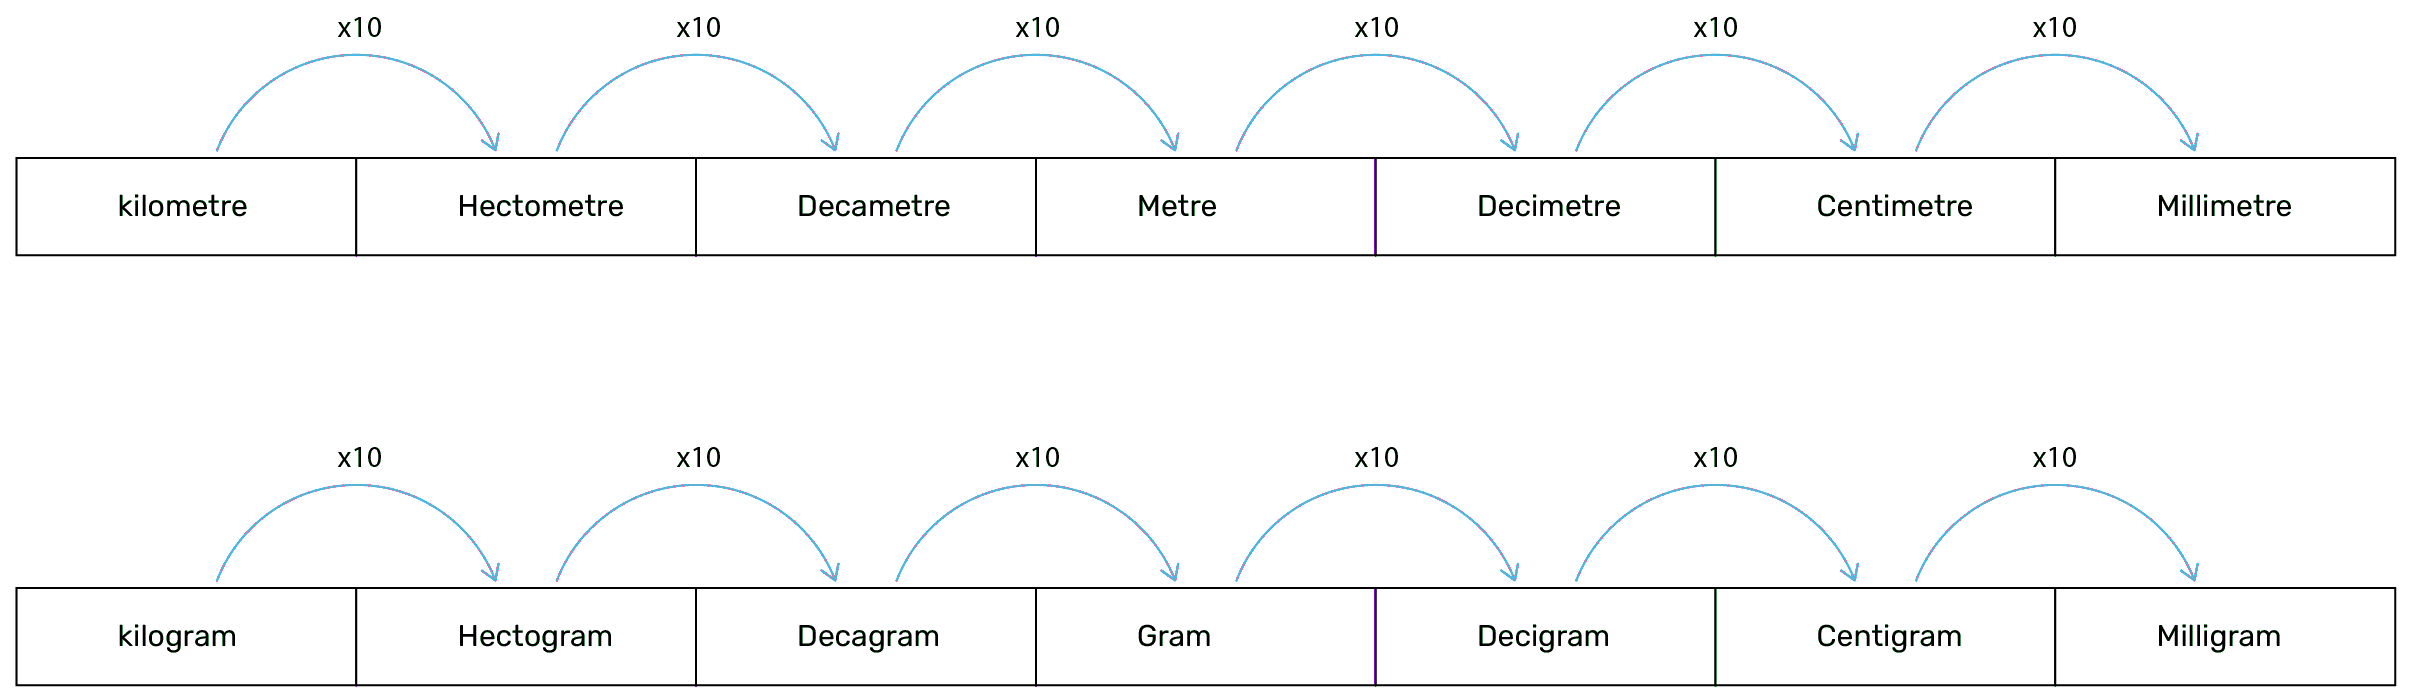 x10 x10 x10 x10 x10 x10
kilometre Hectometre Decametre Metre Decimetre Centimetre Millimetre
x10 x10 x10 x10 x10 x10
kilogram Hectogram Decagram Gram Decigram Centigram Milligram